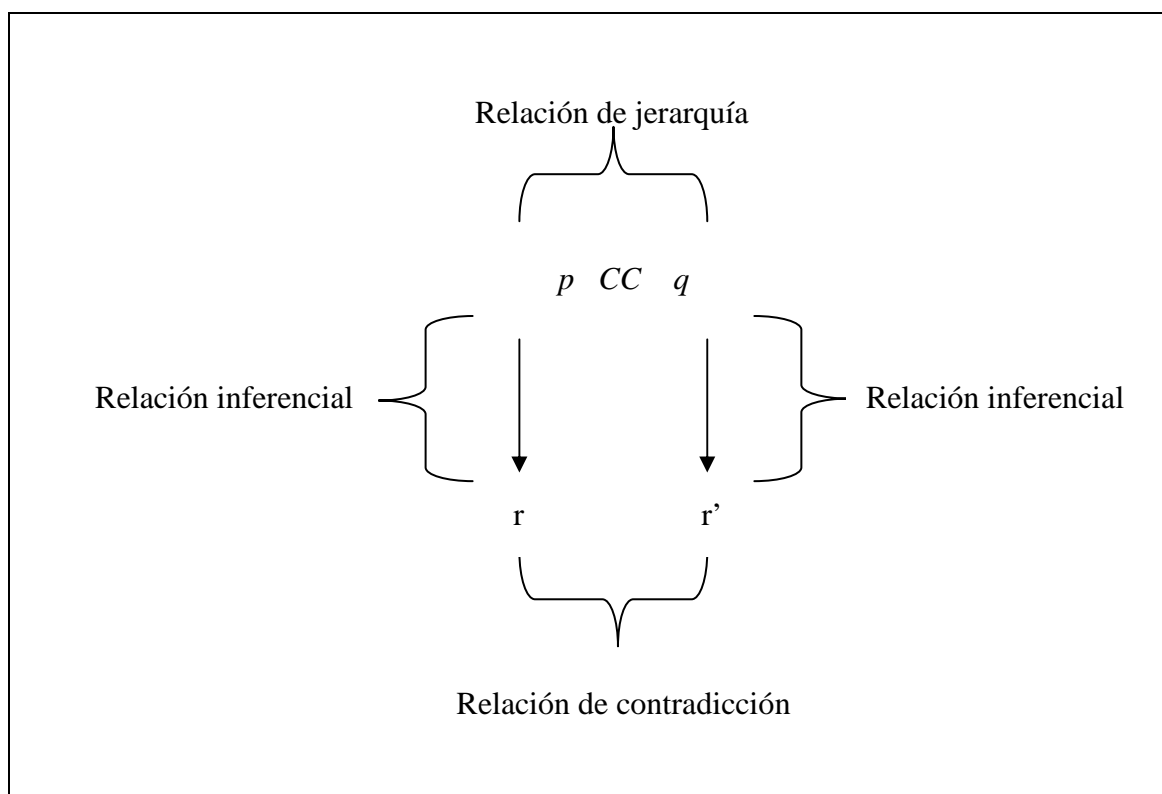 Relación de jerarquía
p CC q
Relación inferencial Relación inferencial
r r’
Relación de contradicción